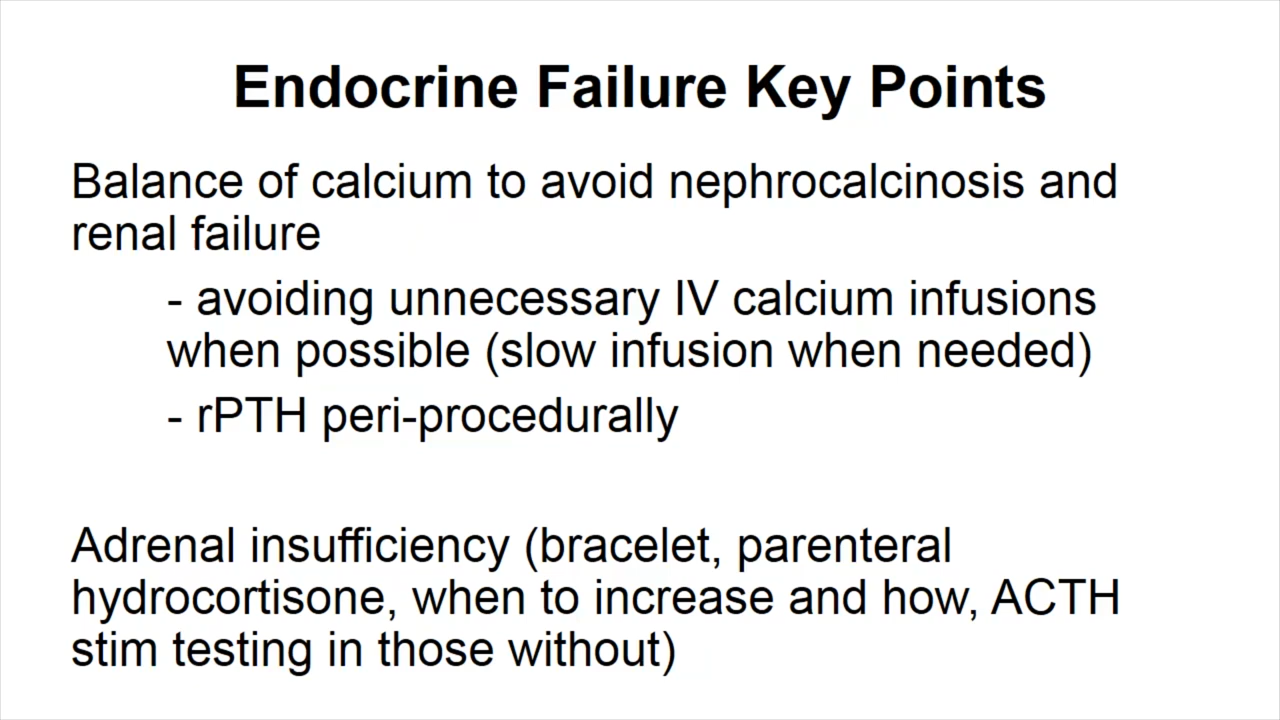 Endocrine Failure Key Points
Balance of calcium to avoid nephrocalcinosis and
renal failure
- avoiding unnecessary IV calcium infusions
when possible (slow infusion when needed)
- rPTH peri-procedurally
Adrenal insufficiency (bracelet, parenteral
hydrocortisone, when to increase and how, ACTH
stim testing in those without)